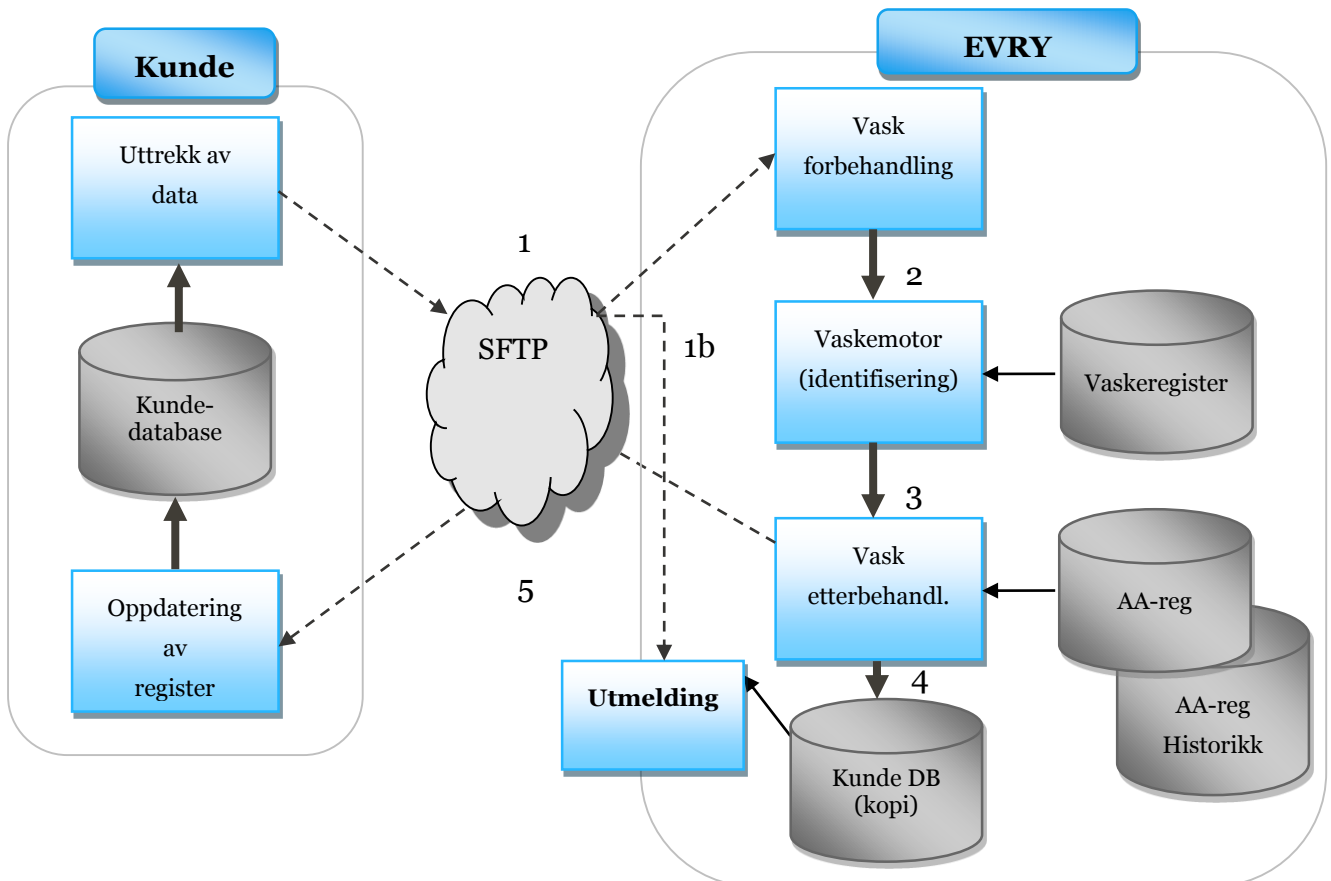 Kunde
Uttrekk av
data
Kunde-
database
Oppdatering
av
register
1
SFTP
1b
5
EVRY
Vask
forbehandling
2
Vaskemotor
(identifisering)
Vaskeregister
3
Vask
etterbehandl.
AA-reg
AA-reg
Historikk
4
Utmelding
Kunde DB
(kopi)